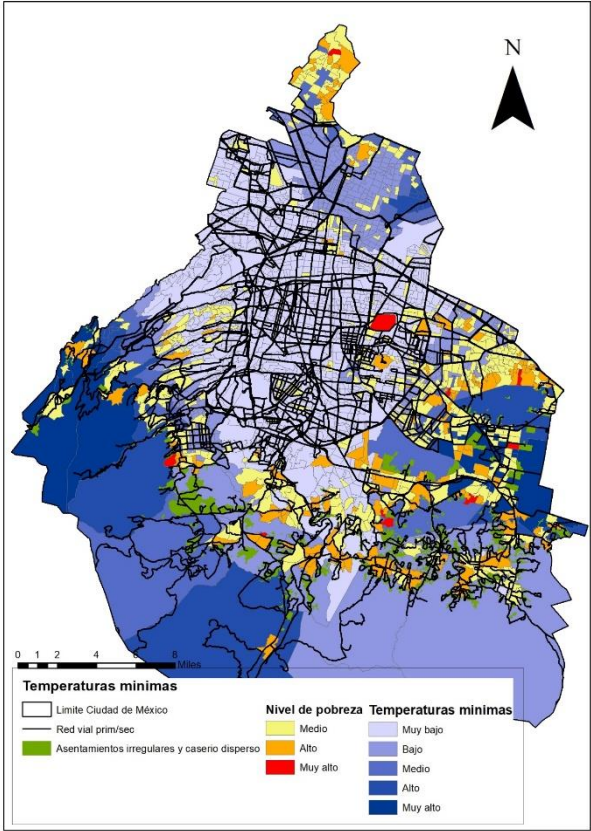 N
0 1 2 4 6 8
Miles
Temperaturas minimas
Limite Ciudad de México
Red vial prim/sec
Asentamientos irregulares y caserio disperso
Nivel de pobreza
Medio
Alto
Muy alto
Temperaturas minimas
Muy bajo
Bajo
Medio
Alto
Muy alto